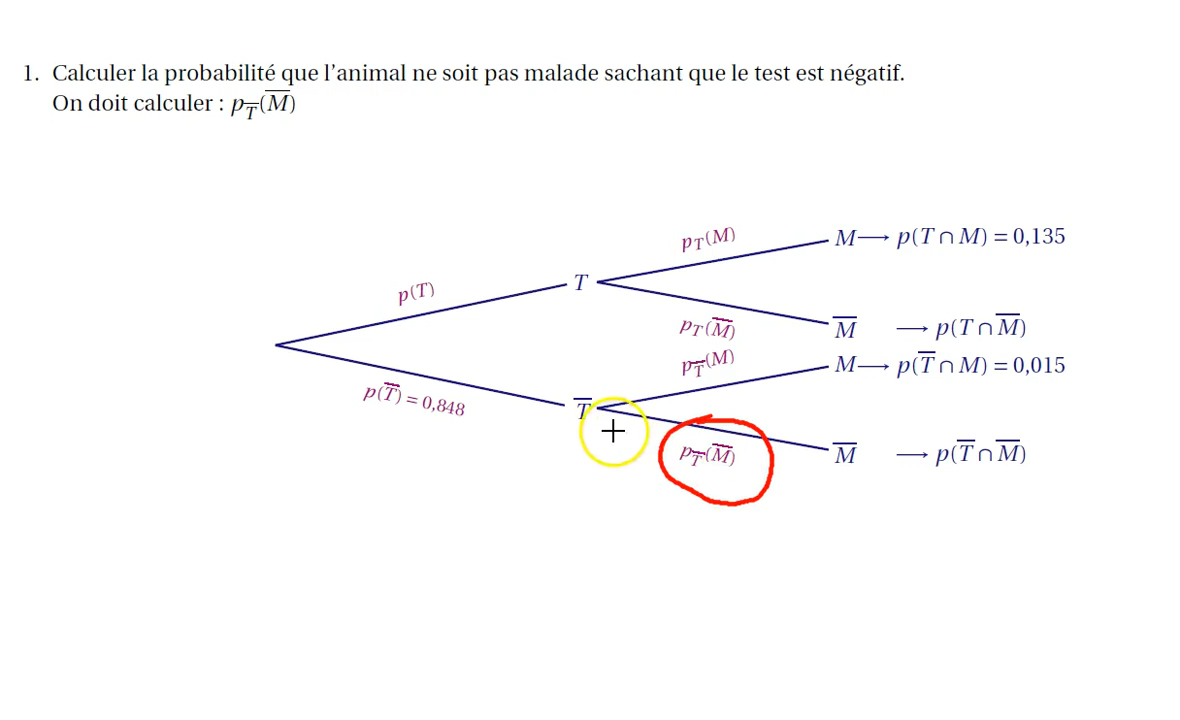 1. Calculer la probabilité que l'animal ne soit pas malade sachant que le test est négatif.
On doit calculer : p_T̅(M̅)
p_T(M)
M ⟶ p(T∩M) = 0,135
p(T)
T
p_T(M̅)
M̅ ⟶ p(T∩M̅)
p_T̅(M)
M ⟶ p(T̅∩M) = 0,015
p(T̅) = 0,848
T̅
p_T̅(M̅)
M̅ ⟶ p(T̅∩M̅)